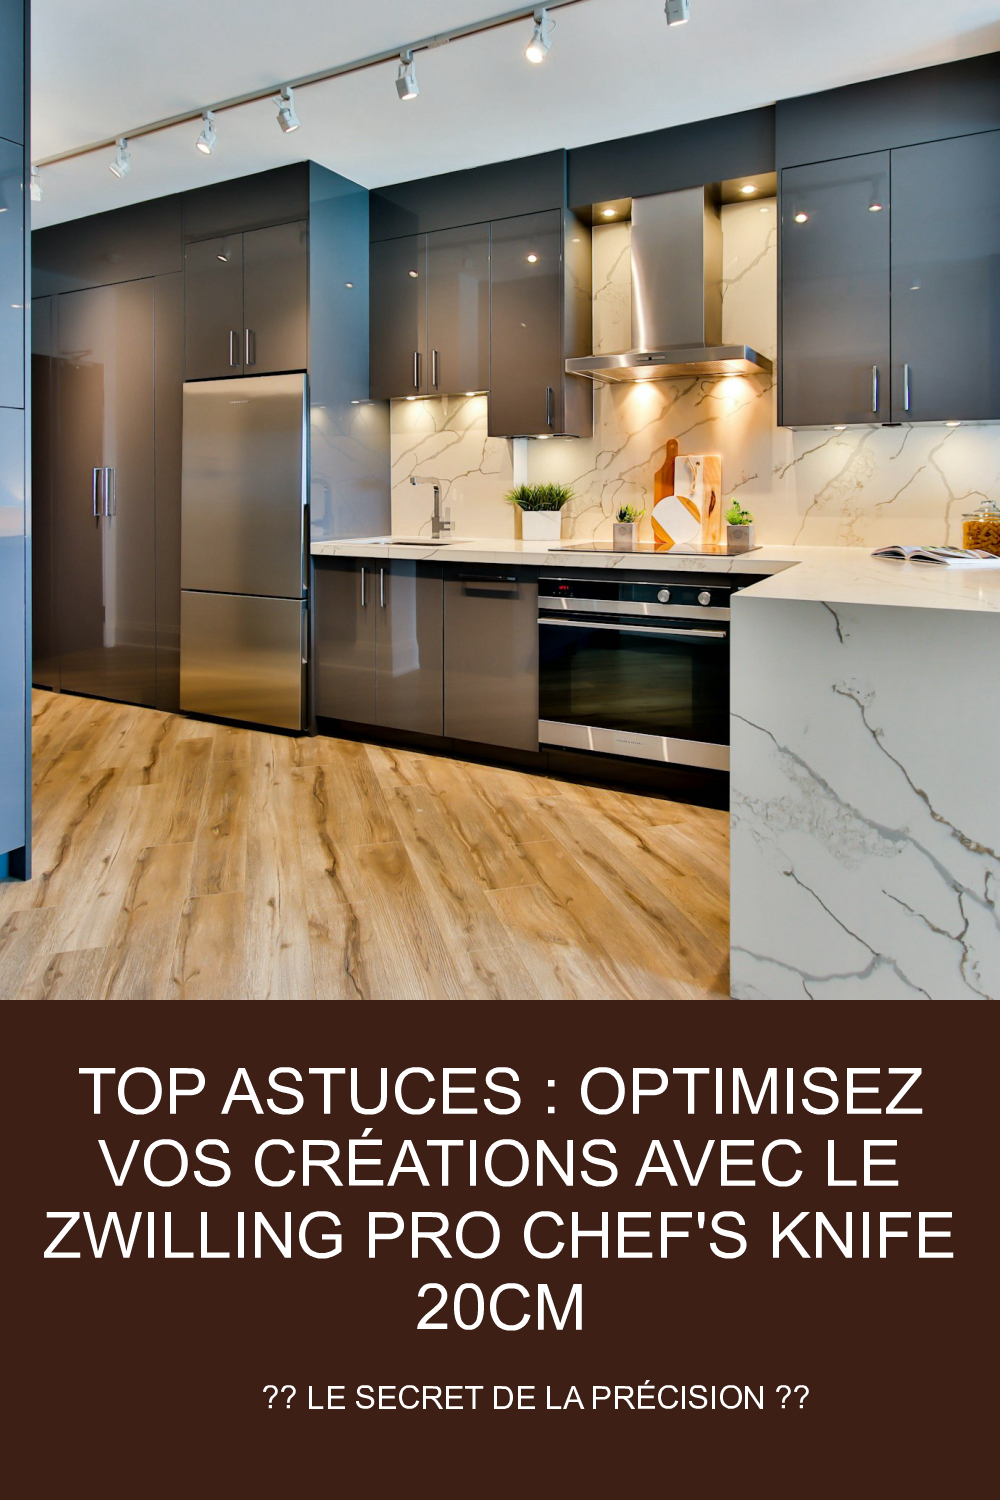 TOP ASTUCES : OPTIMISEZ
VOS CRÉATIONS AVEC LE
ZWILLING PRO CHEF'S KNIFE
20CM
?? LE SECRET DE LA PRÉCISION ??